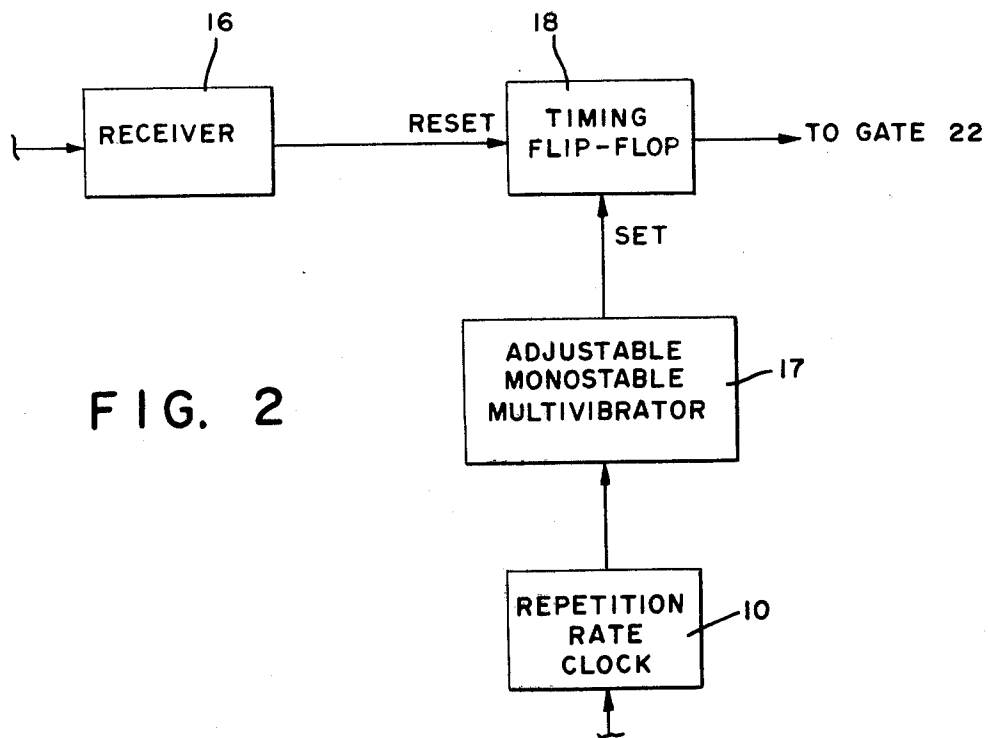 16
18
RECEIVER
RESET
TIMING
FLIP-FLOP
TO GATE 22
SET
ADJUSTABLE
MONOSTABLE
MULTIVIBRATOR
17
FIG. 2
REPETITION
RATE
CLOCK
10